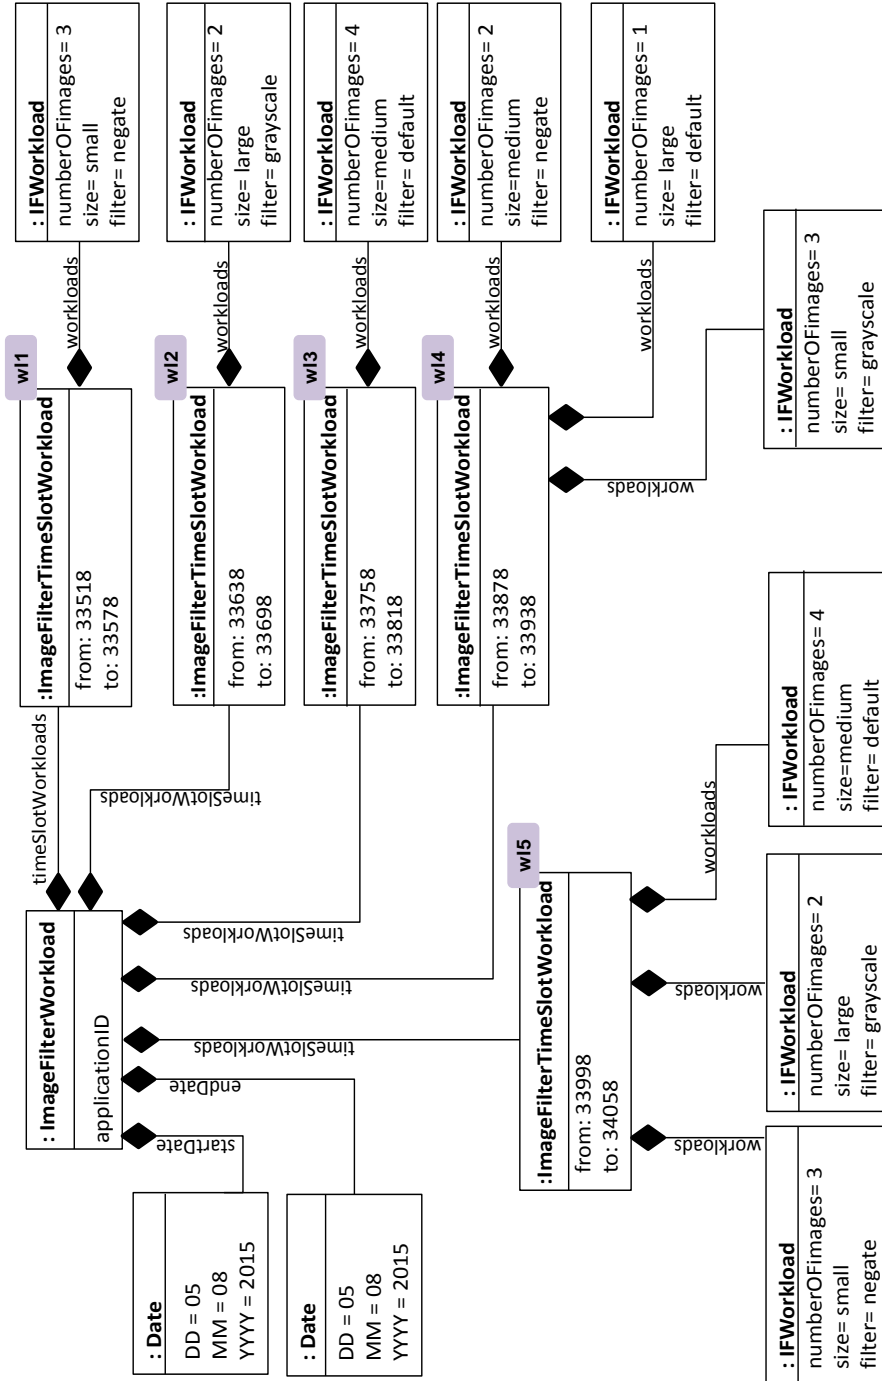 : ImageFilterWorkload
applicationID
timeSlotWorkloads
timeSlotWorkloads
timeSlotWorkloads
timeSlotWorkloads
timeSlotWorkloads
endDate
startDate
: Date
DD = 05
MM = 08
YYYY = 2015
: Date
DD = 05
MM = 08
YYYY = 2015
wl1
:ImageFilterTimeSlotWorkload
from: 33518
to: 33578
workloads
: IFWorkload
numberOFimages= 3
size= small
filter= negate
wl2
:ImageFilterTimeSlotWorkload
from: 33638
to: 33698
workloads
: IFWorkload
numberOFimages= 2
size= large
filter= grayscale
wl3
:ImageFilterTimeSlotWorkload
from: 33758
to: 33818
workloads
: IFWorkload
numberOFimages= 4
size=medium
filter= default
wl4
:ImageFilterTimeSlotWorkload
from: 33878
to: 33938
workloads
: IFWorkload
numberOFimages= 2
size=medium
filter= negate
workloads
: IFWorkload
numberOFimages= 1
size= large
filter= default
workloads
: IFWorkload
numberOFimages= 3
size= small
filter= grayscale
wl5
:ImageFilterTimeSlotWorkload
from: 33998
to: 34058
workloads
: IFWorkload
numberOFimages= 3
size= small
filter= negate
workloads
: IFWorkload
numberOFimages= 2
size= large
filter= grayscale
workloads
: IFWorkload
numberOFimages= 4
size=medium
filter= default